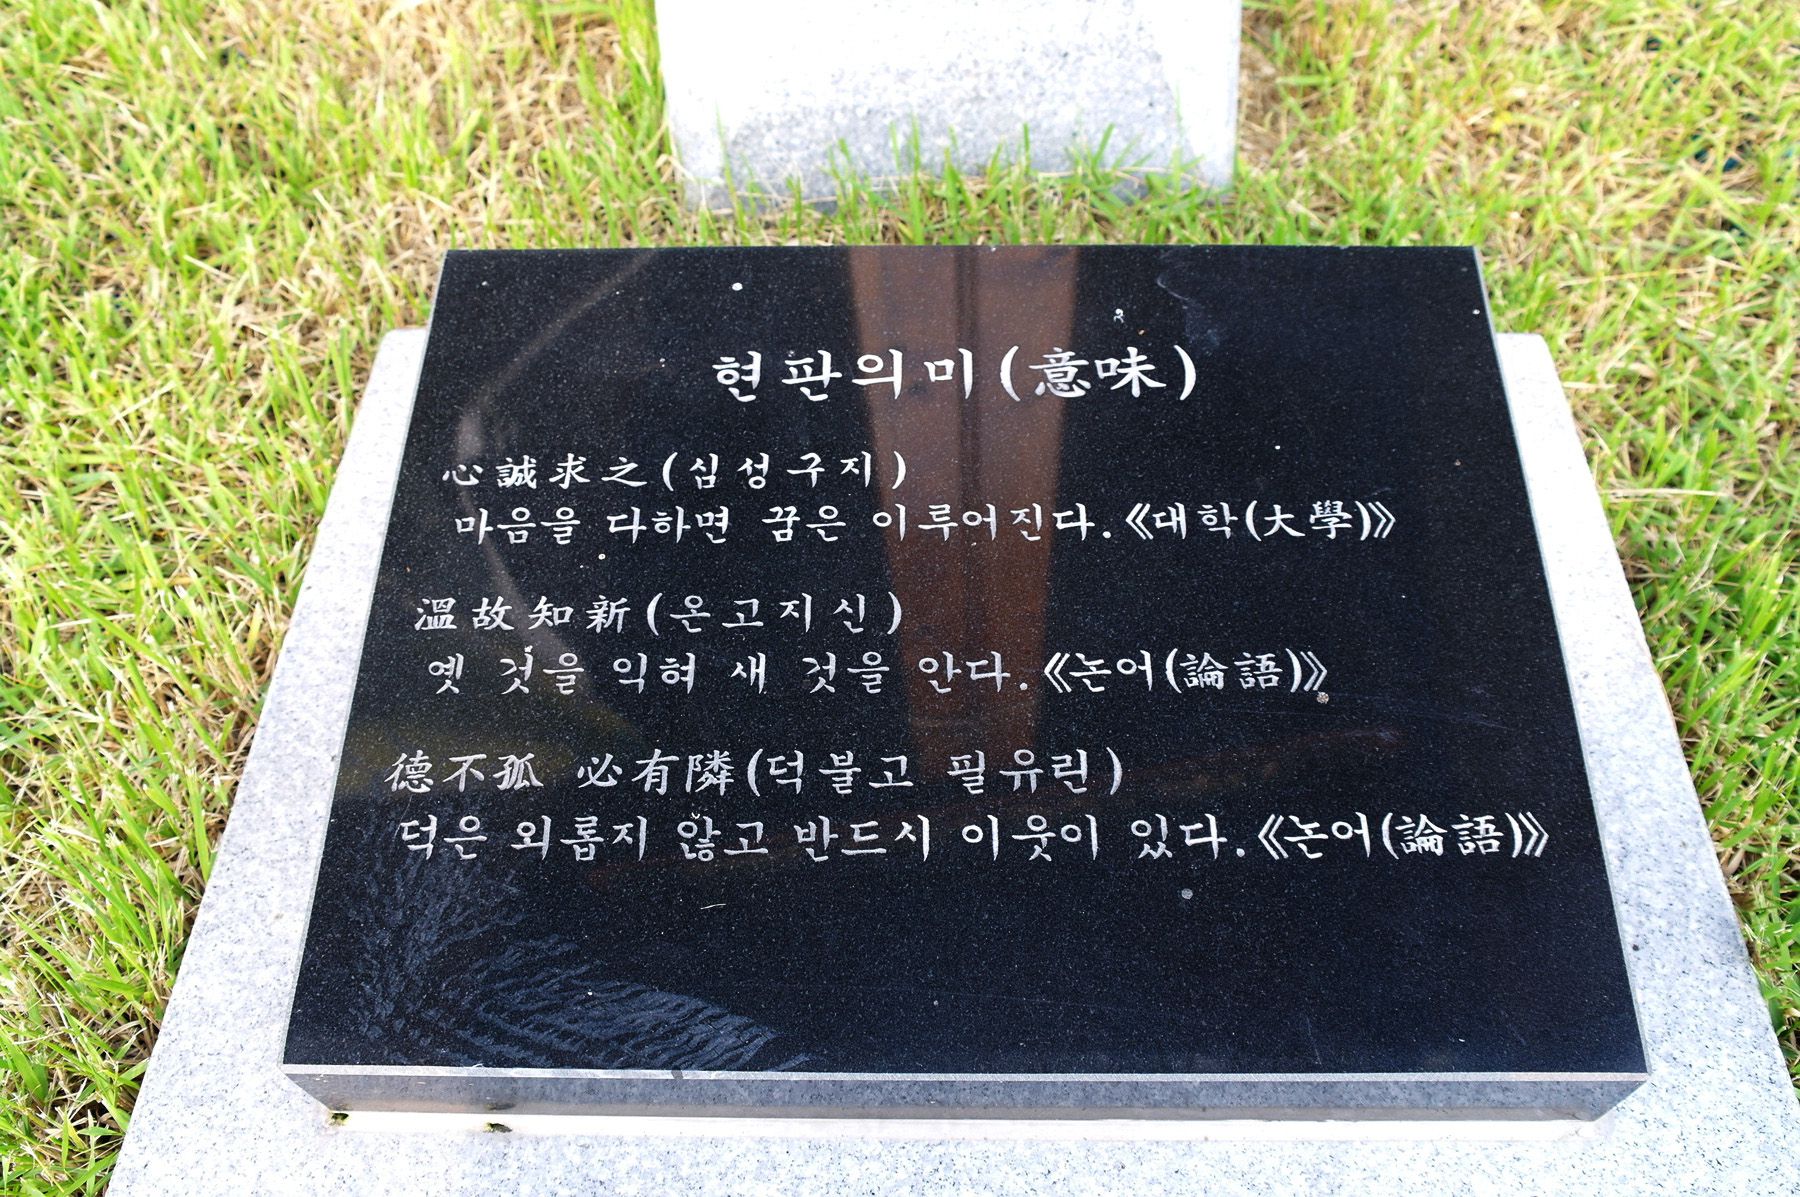 현판의미(意味)
心誠求之(심성구지)
마음을 다하면 꿈은 이루어진다.《대학(大學)》
溫故知新(온고지신)
옛 것을 익혀 새 것을 안다.《논어(論語)》
德不孤 必有隣(덕불고 필유린)
덕은 외롭지 않고 반드시 이웃이 있다.《논어(論語)》